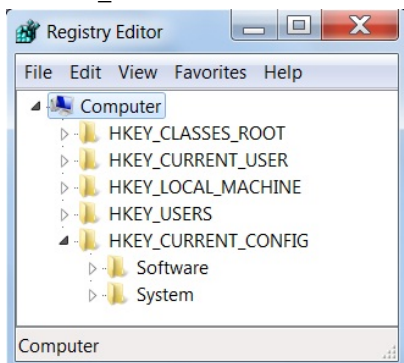 Registry Editor
File Edit View Favorites Help
Computer
HKEY_CLASSES_ROOT
HKEY_CURRENT_USER
HKEY_LOCAL_MACHINE
HKEY_USERS
HKEY_CURRENT_CONFIG
Software
System
Computer